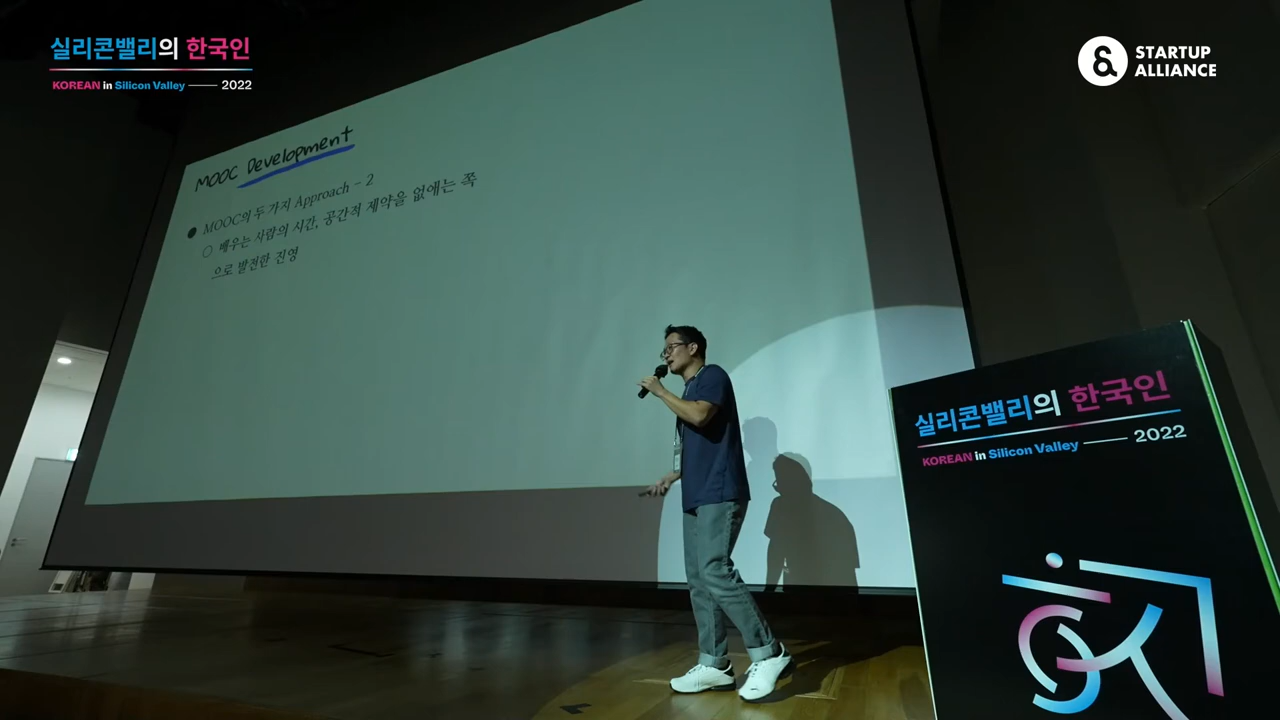 실리콘밸리의 한국인
KOREAN in Silicon Valley 2022
& STARTUP
ALLIANCE
MOOC Development
● MOOC의 두 가지 Approach - 2
○ 배우는 사람의 시간, 공간적 제약을 없애는 쪽
으로 발전한 진영
실리콘밸리의 한국인
KOREAN in Silicon Valley 2022